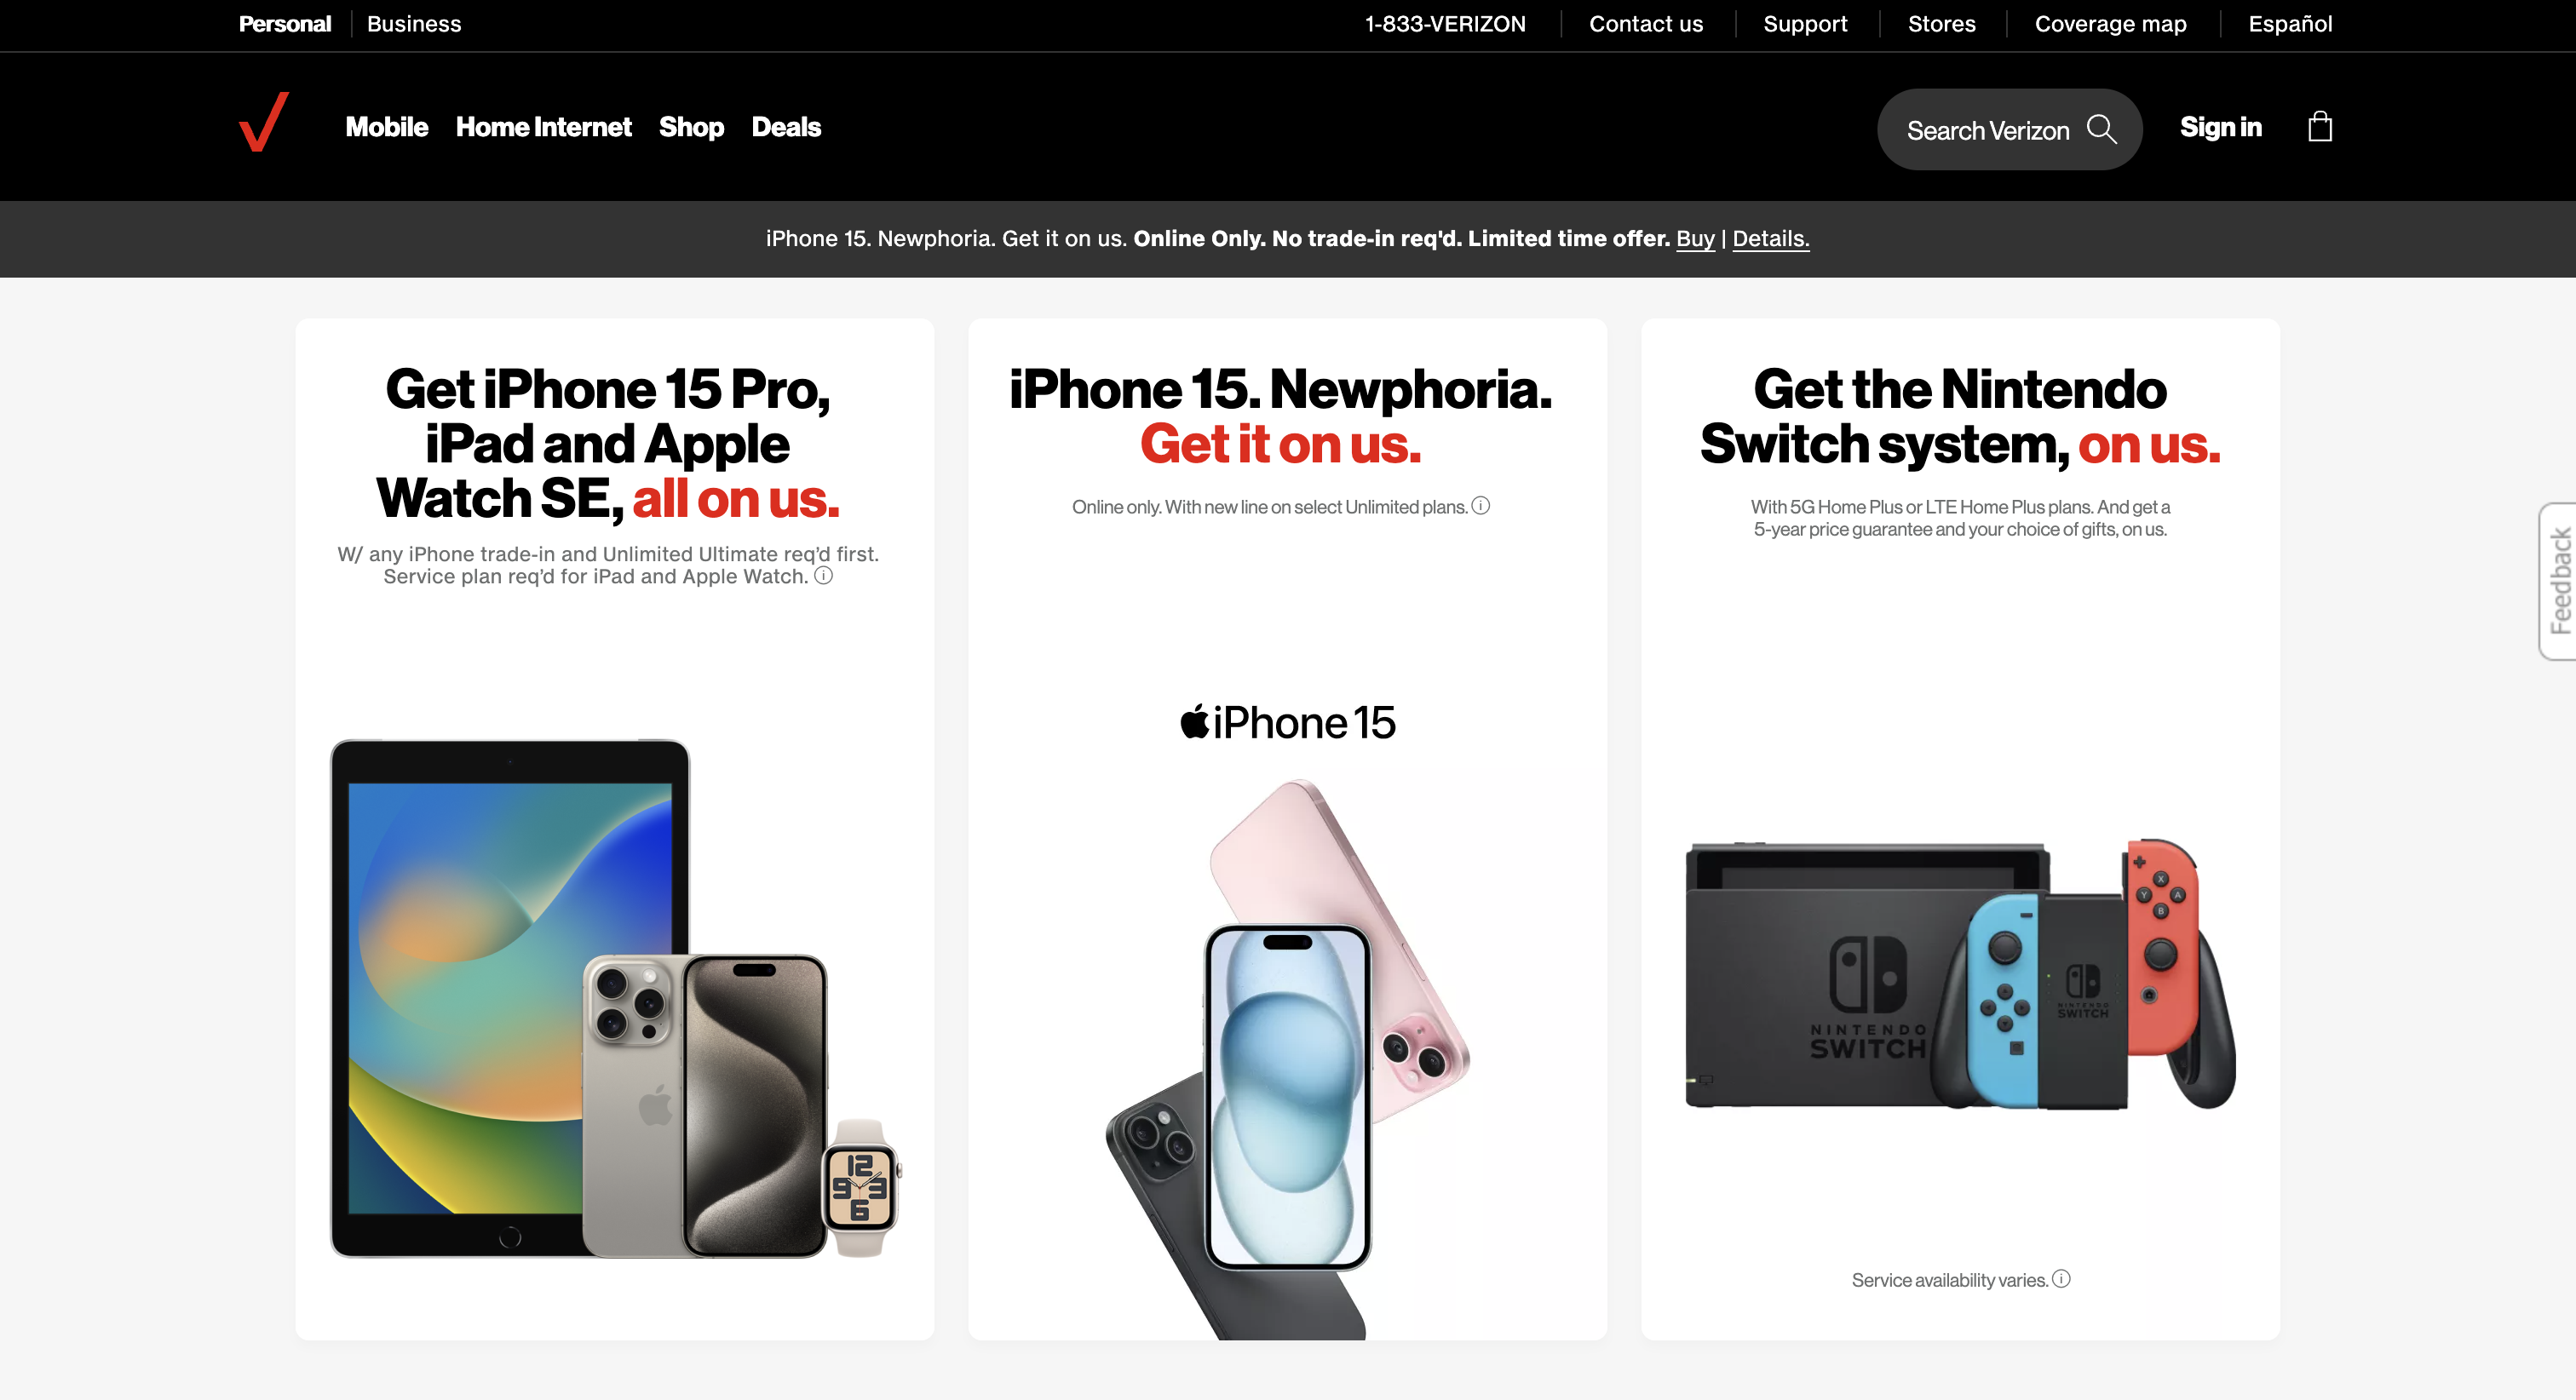 Personal
Business
1-833-VERIZON
Contact us
Support
Stores
Coverage map
Español
Mobile
Home Internet
Shop
Deals
Search Verizon
Sign in
iPhone 15. Newphoria. Get it on us. Online Only. No trade-in req'd. Limited time offer. Buy | Details.
Get iPhone 15 Pro,
iPad and Apple
Watch SE, all on us.
W/ any iPhone trade-in and Unlimited Ultimate req’d first.
Service plan req’d for iPad and Apple Watch.
12
9 3
6
iPhone 15. Newphoria.
Get it on us.
Online only. With new line on select Unlimited plans.
iPhone 15
Get the Nintendo
Switch system, on us.
With 5G Home Plus or LTE Home Plus plans. And get a
5-year price guarantee and your choice of gifts, on us.
NINTENDO
SWITCH
NINTENDO
SWITCH
X
Y A
B
Service availability varies.
Feedback